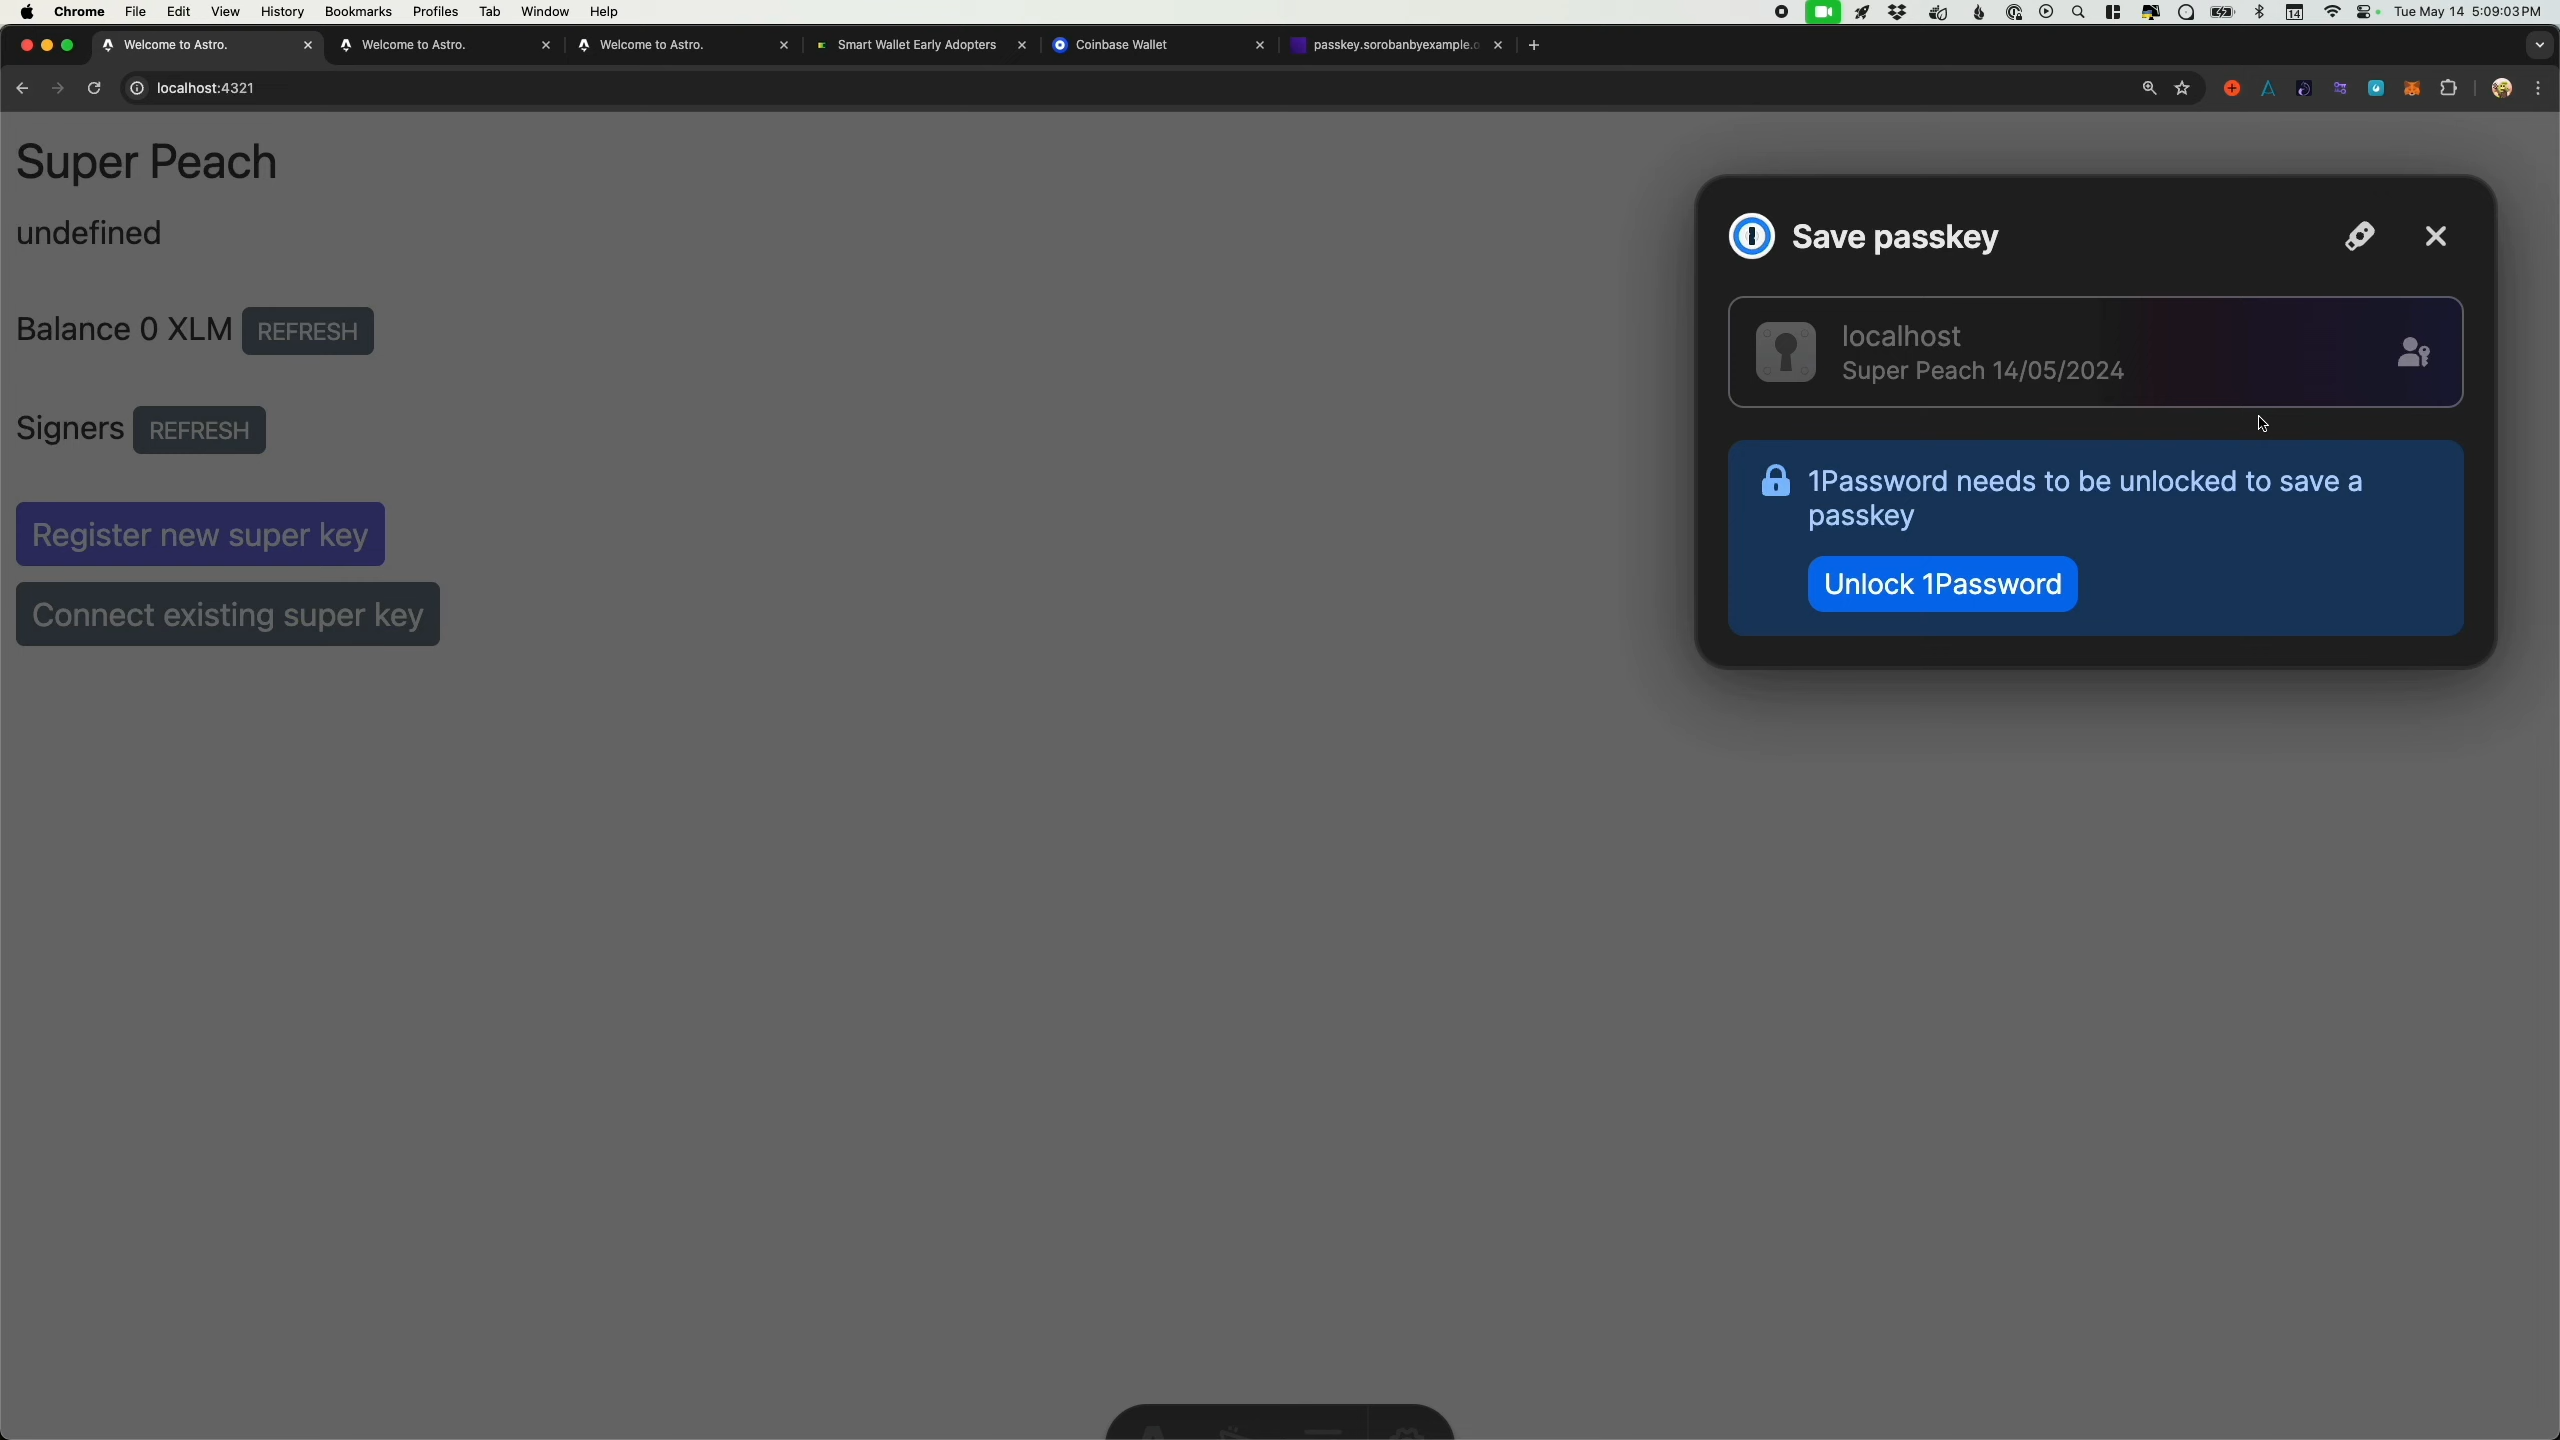 Chrome File Edit View History Bookmarks Profiles Tab Window Help
14
Tue May 14 5:09:03 PM
Welcome to Astro.
Welcome to Astro.
Welcome to Astro.
Smart Wallet Early Adopters
Coinbase Wallet
passkey.sorobanbyexample.o
localhost:4321
Super Peach
undefined
Balance 0 XLM REFRESH
Signers REFRESH
Register new super key
Connect existing super key
Save passkey
localhost
Super Peach 14/05/2024
1Password needs to be unlocked to save a
passkey
Unlock 1Password